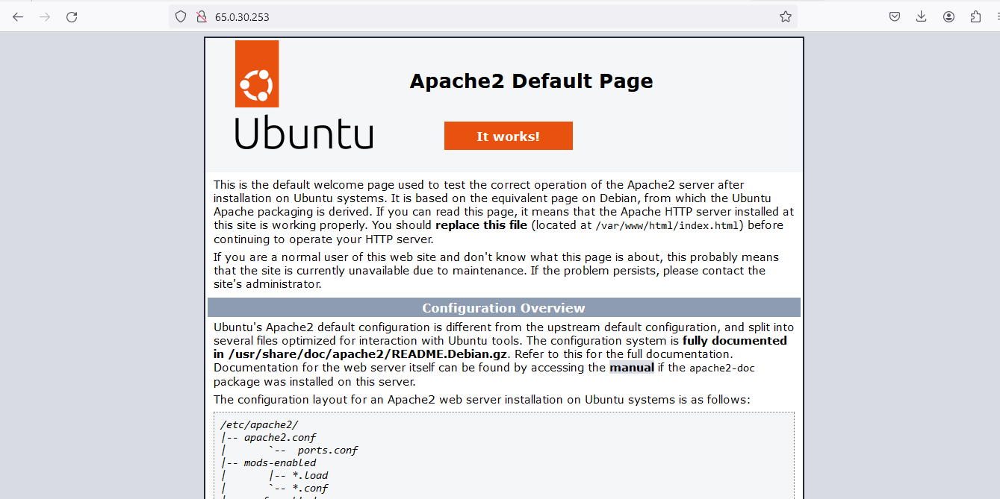 65.0.30.253
Apache2 Default Page
Ubuntu
It works!
This is the default welcome page used to test the correct operation of the Apache2 server after
installation on Ubuntu systems. It is based on the equivalent page on Debian, from which the Ubuntu
Apache packaging is derived. If you can read this page, it means that the Apache HTTP server installed at
this site is working properly. You should replace this file (located at /var/www/html/index.html) before
continuing to operate your HTTP server.
If you are a normal user of this web site and don't know what this page is about, this probably means
that the site is currently unavailable due to maintenance. If the problem persists, please contact the
site's administrator.
Configuration Overview
Ubuntu's Apache2 default configuration is different from the upstream default configuration, and split into
several files optimized for interaction with Ubuntu tools. The configuration system is fully documented
in /usr/share/doc/apache2/README.Debian.gz. Refer to this for the full documentation.
Documentation for the web server itself can be found by accessing the manual if the apache2-doc
package was installed on this server.
The configuration layout for an Apache2 web server installation on Ubuntu systems is as follows:
/etc/apache2/
|-- apache2.conf
|       `--  ports.conf
|-- mods-enabled
|       |-- *.load
|       `-- *.conf